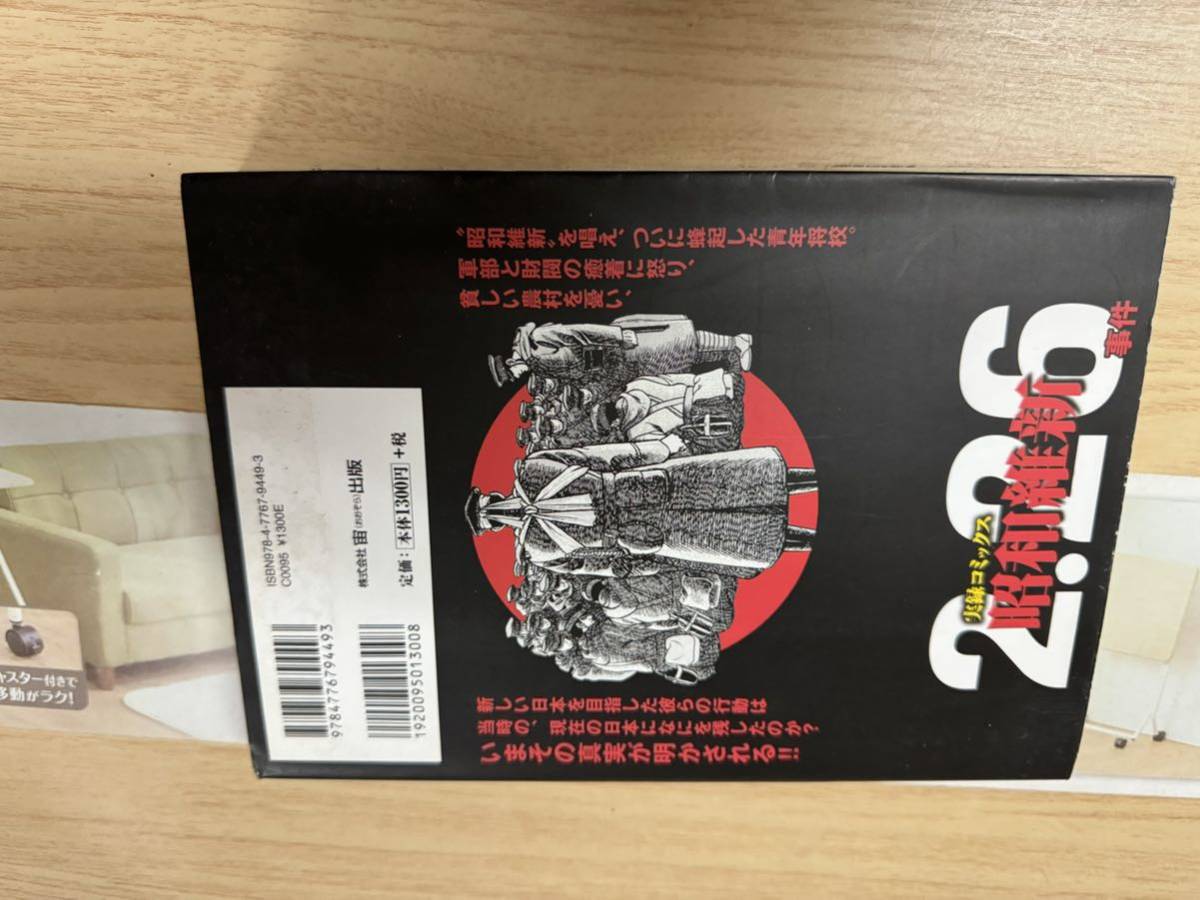 実録コミックス
2.26
昭和維新
事件
貧しい農村を憂い、
軍部と財閥の癒着に怒り、
“昭和維新”を唱え、ついに蜂起した青年将校。
新しい日本を目指した彼らの行動は
当時の、現在の日本になにを残したのか?
いまその真実が明かされる!!
9784776794493
1920095013008
ISBN978-4-7767-9449-3
C0095 ¥1300E
株式会社 宙(おおぞら)出版
定価:本体1300円+税
ャスター付きで
移動がラク!